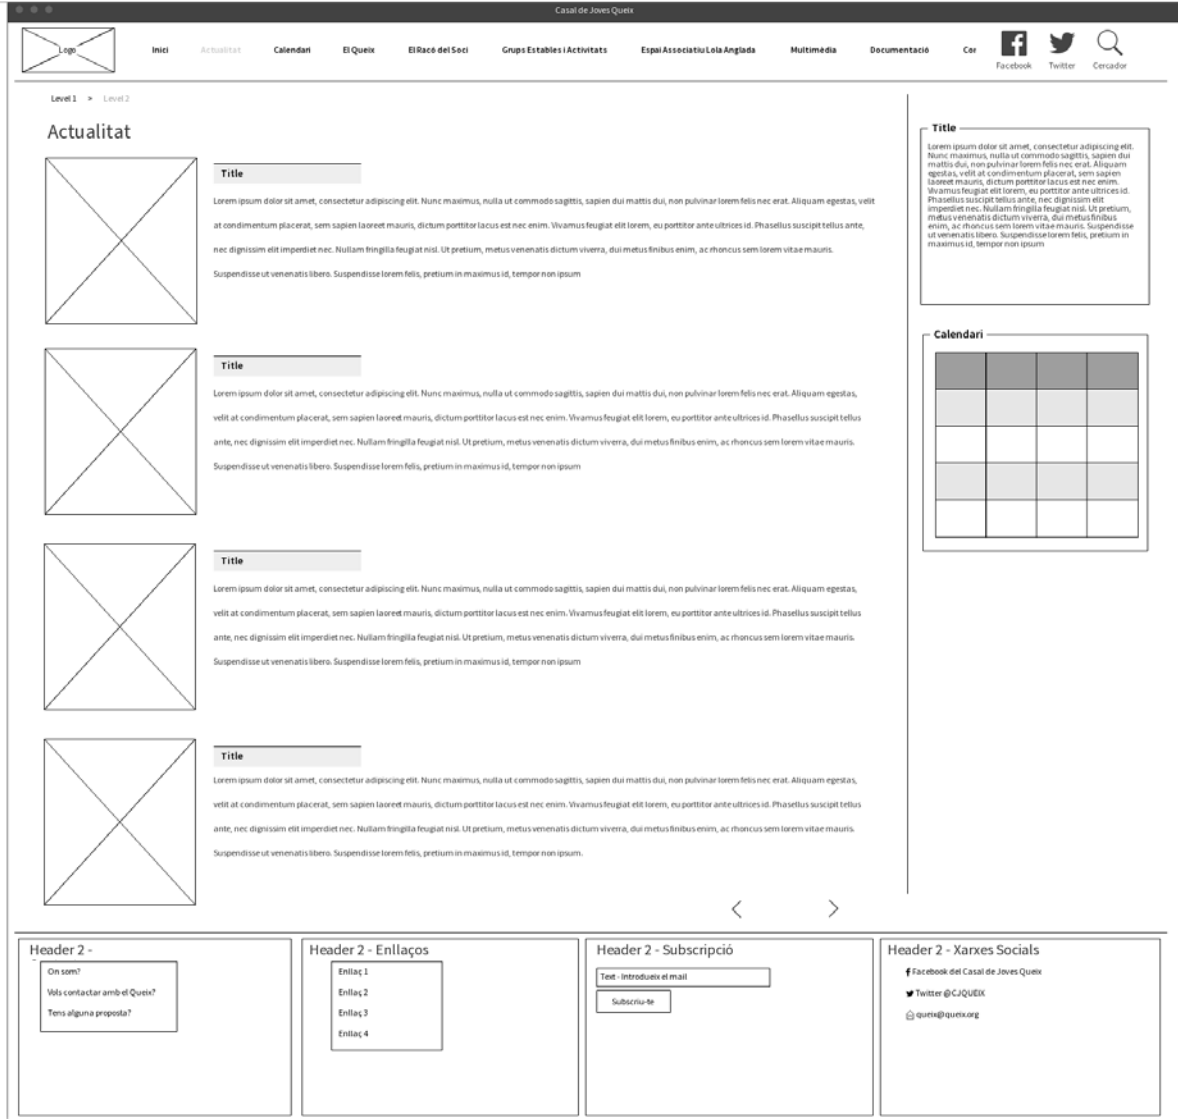 Casal de Joves Queix
Logo
Inici Actualitat Calendari El Queix El Racó del Soci Grups Estables i Activitats Espai Associatiu Lola Anglada Multimèdia Documentació Cor
Facebook Twitter Cercador
Level 1 > Level 2
Actualitat
Title
Lorem ipsum dolor sit amet, consectetur adipiscing elit. Nunc maximus, nulla ut commodo sagittis, sapien dui mattis dui, non pulvinar lorem felis nec erat. Aliquam egestas, velit
at condimentum placerat, sem sapien laoreet mauris, dictum porttitor lacus est nec enim. Vivamus feugiat elit lorem, eu porttitor ante ultrices id. Phasellus suscipit tellus ante,
nec dignissim elit imperdiet nec. Nullam fringilla feugiat nisl. Ut pretium, metus venenatis dictum viverra, dui metus finibus enim, ac rhoncus sem lorem vitae mauris.
Suspendisse ut venenatis libero. Suspendisse lorem felis, pretium in maximus id, tempor non ipsum
Title
Lorem ipsum dolor sit amet, consectetur adipiscing elit. Nunc maximus, nulla ut commodo sagittis, sapien dui mattis dui, non pulvinar lorem felis nec erat. Aliquam egestas,
velit at condimentum placerat, sem sapien laoreet mauris, dictum porttitor lacus est nec enim. Vivamus feugiat elit lorem, eu porttitor ante ultrices id. Phasellus suscipit tellus
ante, nec dignissim elit imperdiet nec. Nullam fringilla feugiat nisl. Ut pretium, metus venenatis dictum viverra, dui metus finibus enim, ac rhoncus sem lorem vitae mauris.
Suspendisse ut venenatis libero. Suspendisse lorem felis, pretium in maximus id, tempor non ipsum
Title
Lorem ipsum dolor sit amet, consectetur adipiscing elit. Nunc maximus, nulla ut commodo sagittis, sapien dui mattis dui, non pulvinar lorem felis nec erat. Aliquam egestas,
velit at condimentum placerat, sem sapien laoreet mauris, dictum porttitor lacus est nec enim. Vivamus feugiat elit lorem, eu porttitor ante ultrices id. Phasellus suscipit tellus
ante, nec dignissim elit imperdiet nec. Nullam fringilla feugiat nisl. Ut pretium, metus venenatis dictum viverra, dui metus finibus enim, ac rhoncus sem lorem vitae mauris.
Suspendisse ut venenatis libero. Suspendisse lorem felis, pretium in maximus id, tempor non ipsum
Title
Lorem ipsum dolor sit amet, consectetur adipiscing elit. Nunc maximus, nulla ut commodo sagittis, sapien dui mattis dui, non pulvinar lorem felis nec erat. Aliquam egestas,
velit at condimentum placerat, sem sapien laoreet mauris, dictum porttitor lacus est nec enim. Vivamus feugiat elit lorem, eu porttitor ante ultrices id. Phasellus suscipit tellus
ante, nec dignissim elit imperdiet nec. Nullam fringilla feugiat nisl. Ut pretium, metus venenatis dictum viverra, dui metus finibus enim, ac rhoncus sem lorem vitae mauris.
Suspendisse ut venenatis libero. Suspendisse lorem felis, pretium in maximus id, tempor non ipsum.
Title
Lorem ipsum dolor sit amet, consectetur adipiscing elit.
Nunc maximus, nulla ut commodo sagittis, sapien dui
mattis dui, non pulvinar lorem felis nec erat. Aliquam
egestas, velit at condimentum placerat, sem sapien
laoreet mauris, dictum porttitor lacus est nec enim.
Vivamus feugiat elit lorem, eu porttitor ante ultrices id.
Phasellus suscipit tellus ante, nec dignissim elit
imperdiet nec. Nullam fringilla feugiat nisl. Ut pretium,
metus venenatis dictum viverra, dui metus finibus
enim, ac rhoncus sem lorem vitae mauris. Suspendisse
ut venenatis libero. Suspendisse lorem felis, pretium in
maximus id, tempor non ipsum
Calendari
Header 2 -
On som?
Vols contactar amb el Queix?
Tens alguna proposta?
Header 2 - Enllaços
Enllaç 1
Enllaç 2
Enllaç 3
Enllaç 4
Header 2 - Subscripció
Text - Introdueix el mail
Subscriu-te
Header 2 - Xarxes Socials
Facebook del Casal de Joves Queix
Twitter @CJQUEIX
queix@queix.org